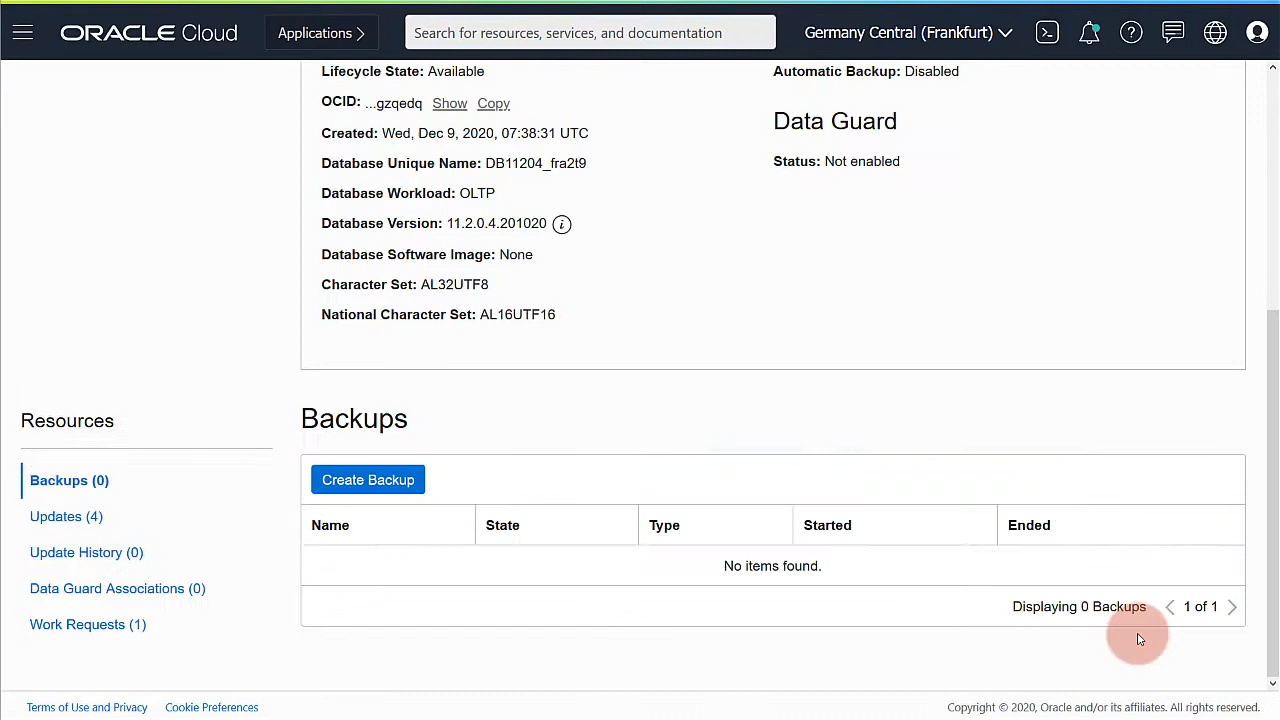 ORACLE Cloud
Applications
Search for resources, services, and documentation
Germany Central (Frankfurt)
Lifecycle State: Available
OCID: ...gzqedq Show Copy
Created: Wed, Dec 9, 2020, 07:38:31 UTC
Database Unique Name: DB11204_fra2t9
Database Workload: OLTP
Database Version: 11.2.0.4.201020
Database Software Image: None
Character Set: AL32UTF8
National Character Set: AL16UTF16
Automatic Backup: Disabled
Data Guard
Status: Not enabled
Resources
Backups (0)
Updates (4)
Update History (0)
Data Guard Associations (0)
Work Requests (1)
Backups
Create Backup
Name State Type Started Ended
No items found.
Displaying 0 Backups 1 of 1
Terms of Use and Privacy Cookie Preferences
Copyright © 2020, Oracle and/or its affiliates. All rights reserved.